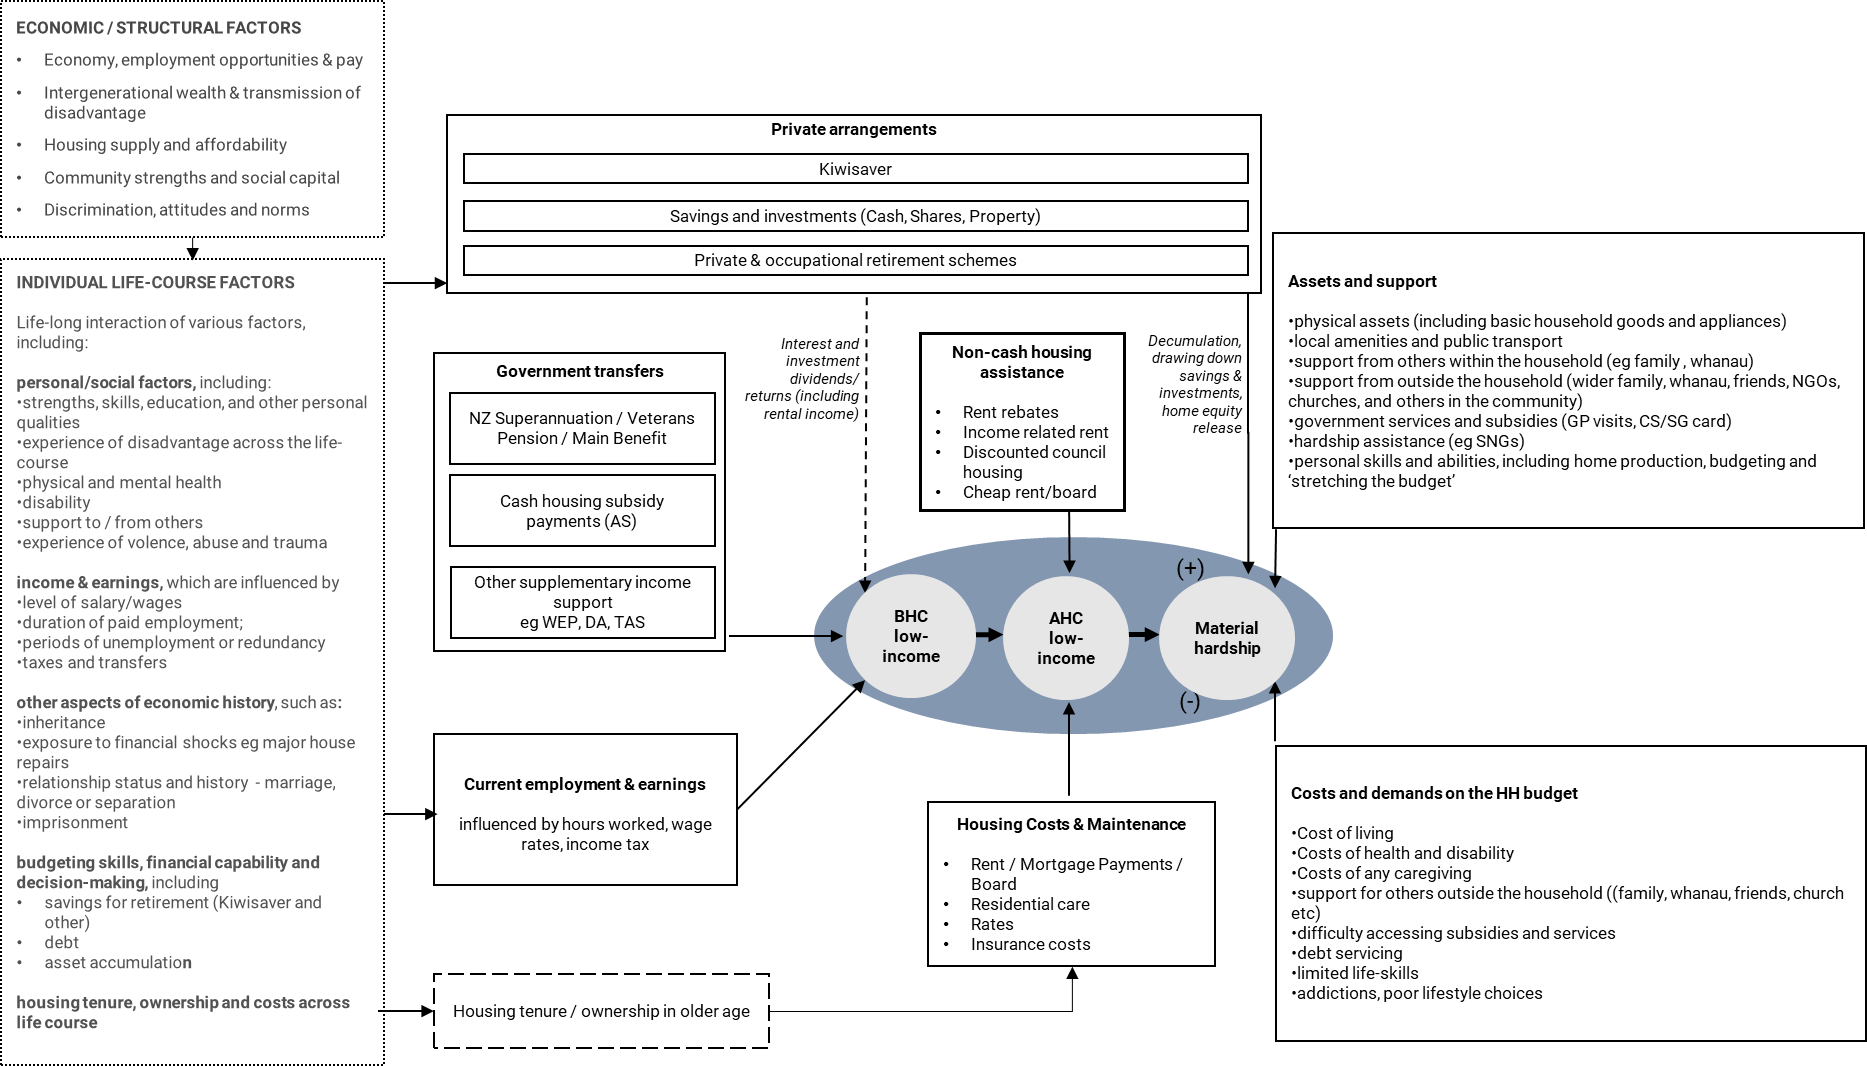 ECONOMIC / STRUCTURAL FACTORS
• Economy, employment opportunities & pay
• Intergenerational wealth & transmission of
disadvantage
• Housing supply and affordability
• Community strengths and social capital
• Discrimination, attitudes and norms
INDIVIDUAL LIFE-COURSE FACTORS
Life-long interaction of various factors,
including:
personal/social factors, including:
•strengths, skills, education, and other personal
qualities
•experience of disadvantage across the life-
course
•physical and mental health
•disability
•support to / from others
•experience of violence, abuse and trauma
income & earnings, which are influenced by
•level of salary/wages
•duration of paid employment;
•periods of unemployment or redundancy
•taxes and transfers
other aspects of economic history, such as:
•inheritance
•exposure to financial shocks eg major house
repairs
•relationship status and history - marriage,
divorce or separation
•imprisonment
budgeting skills, financial capability and
decision-making, including
• savings for retirement (Kiwisaver and
other)
• debt
• asset accumulation
housing tenure, ownership and costs across
life course
Private arrangements
Kiwisaver
Savings and investments (Cash, Shares, Property)
Private & occupational retirement schemes
Government transfers
NZ Superannuation / Veterans
Pension / Main Benefit
Cash housing subsidy
payments (AS)
Other supplementary income
support
eg WEP, DA, TAS
Interest and
investment
dividends/
returns (including
rental income)
Non-cash housing
assistance
• Rent rebates
• Income related rent
• Discounted council
housing
• Cheap rent/board
Decumulation,
drawing down
savings &
investments,
home equity
release
Assets and support
•physical assets (including basic household goods and appliances)
•local amenities and public transport
•support from others within the household (eg family , whanau)
•support from outside the household (wider family, whanau, friends, NGOs,
churches, and others in the community)
•government services and subsidies (GP visits, CS/SG card)
•hardship assistance (eg SNGs)
•personal skills and abilities, including home production, budgeting and
‘stretching the budget’
BHC
low-
income
AHC
low-
income
(+)
Material
hardship
(-)
Current employment & earnings
influenced by hours worked, wage
rates, income tax
Housing Costs & Maintenance
• Rent / Mortgage Payments /
Board
• Residential care
• Rates
• Insurance costs
Housing tenure / ownership in older age
Costs and demands on the HH budget
•Cost of living
•Costs of health and disability
•Costs of any caregiving
•support for others outside the household ((family, whanau, friends, church
etc)
•difficulty accessing subsidies and services
•debt servicing
•limited life-skills
•addictions, poor lifestyle choices